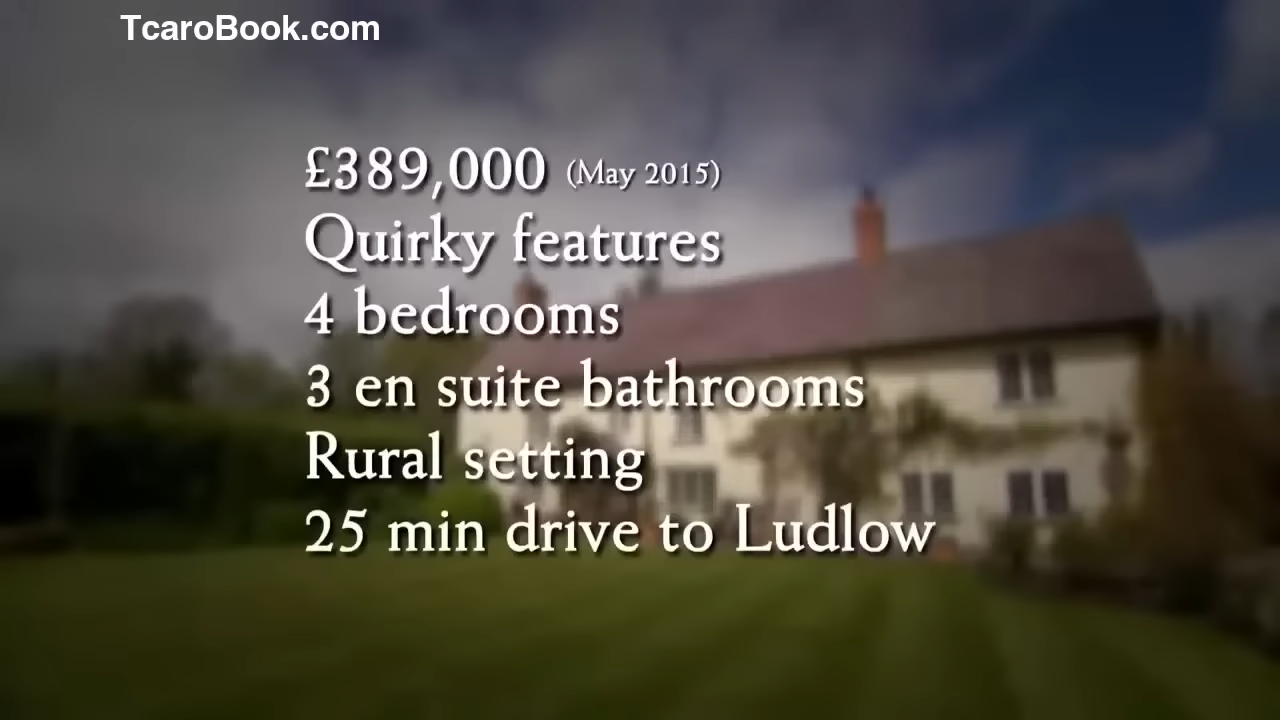 TcaroBook.com
£389,000 (May 2015)
Quirky features
4 bedrooms
3 en suite bathrooms
Rural setting
25 min drive to Ludlow